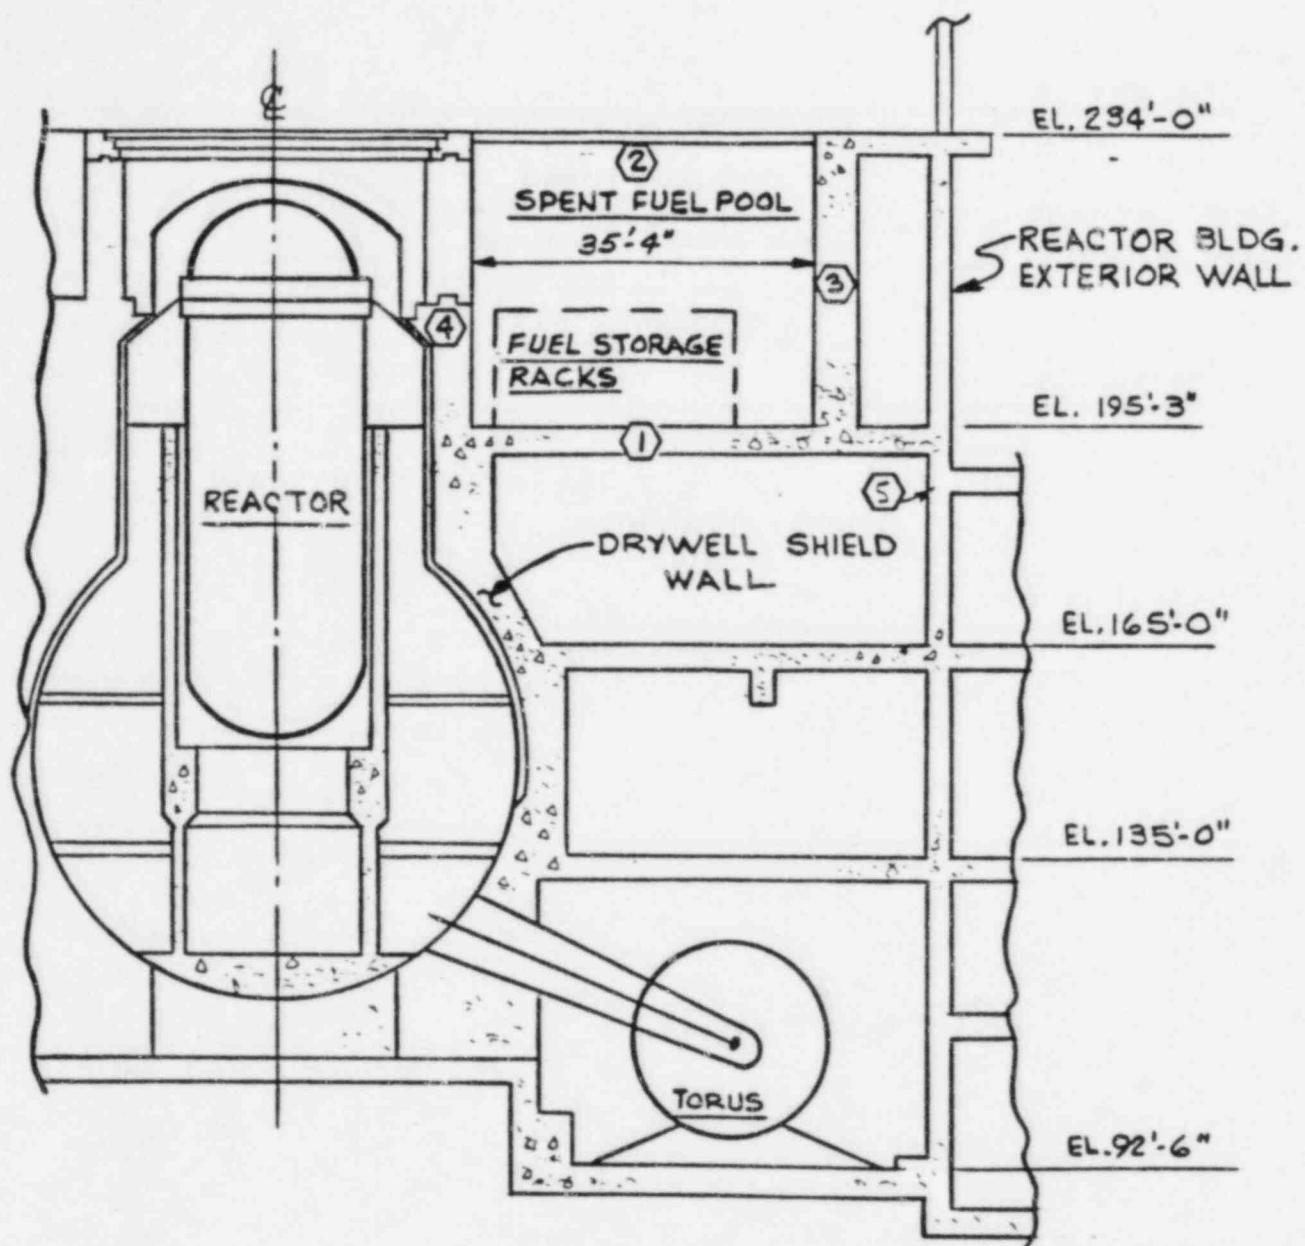 ℄
EL. 234'-0"
2
SPENT FUEL POOL
35'-4"
REACTOR BLDG.
EXTERIOR WALL
3
4
FUEL STORAGE
RACKS
EL. 195'-3"
1
REACTOR
5
DRYWELL SHIELD
WALL
EL. 165'-0"
EL. 135'-0"
TORUS
EL. 92'-6"